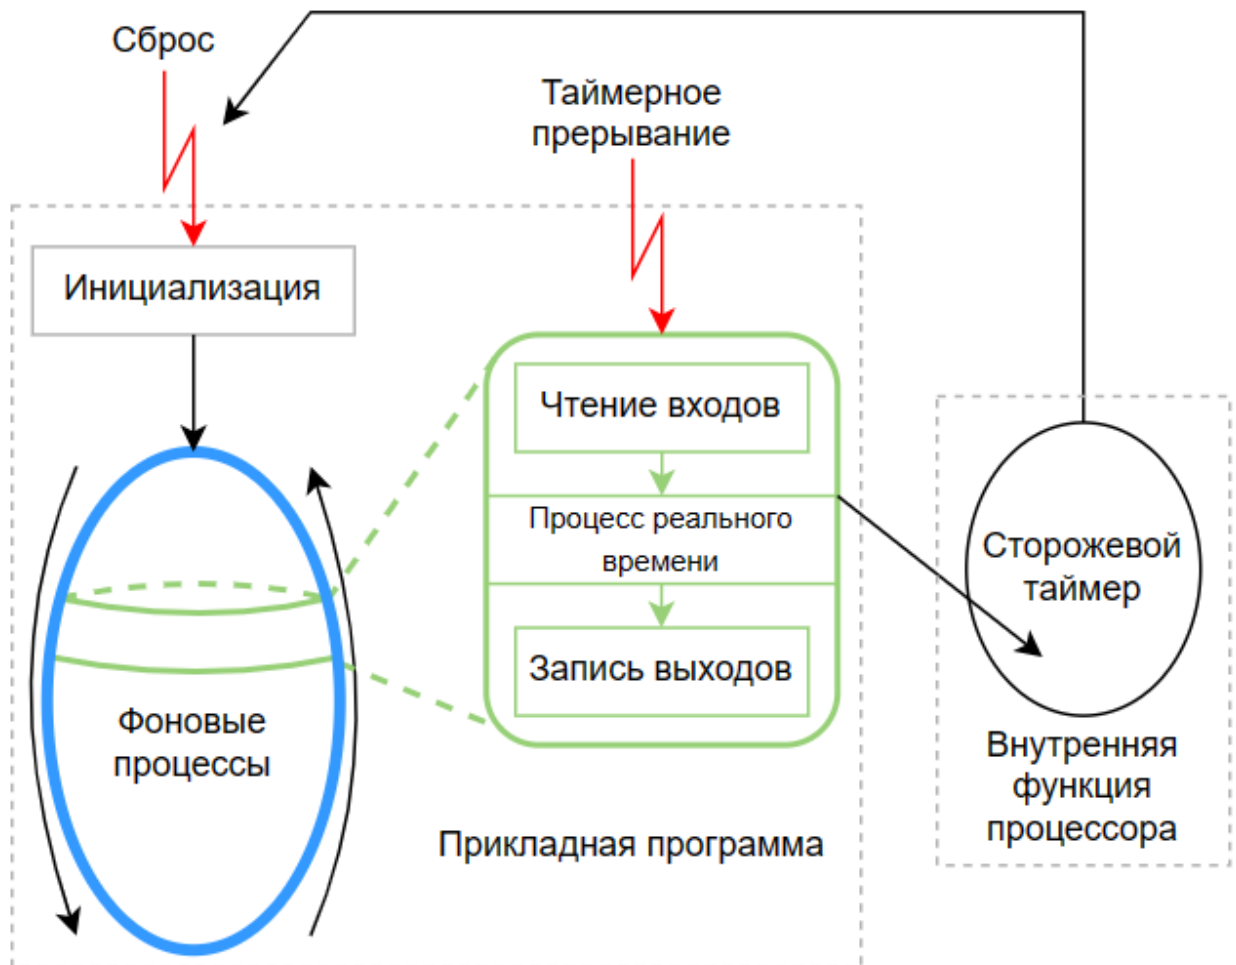 Сброс
Таймерное
прерывание
Инициализация
Чтение входов
Процесс реального
времени
Запись выходов
Сторожевой
таймер
Фоновые
процессы
Внутренняя
функция
процессора
Прикладная программа